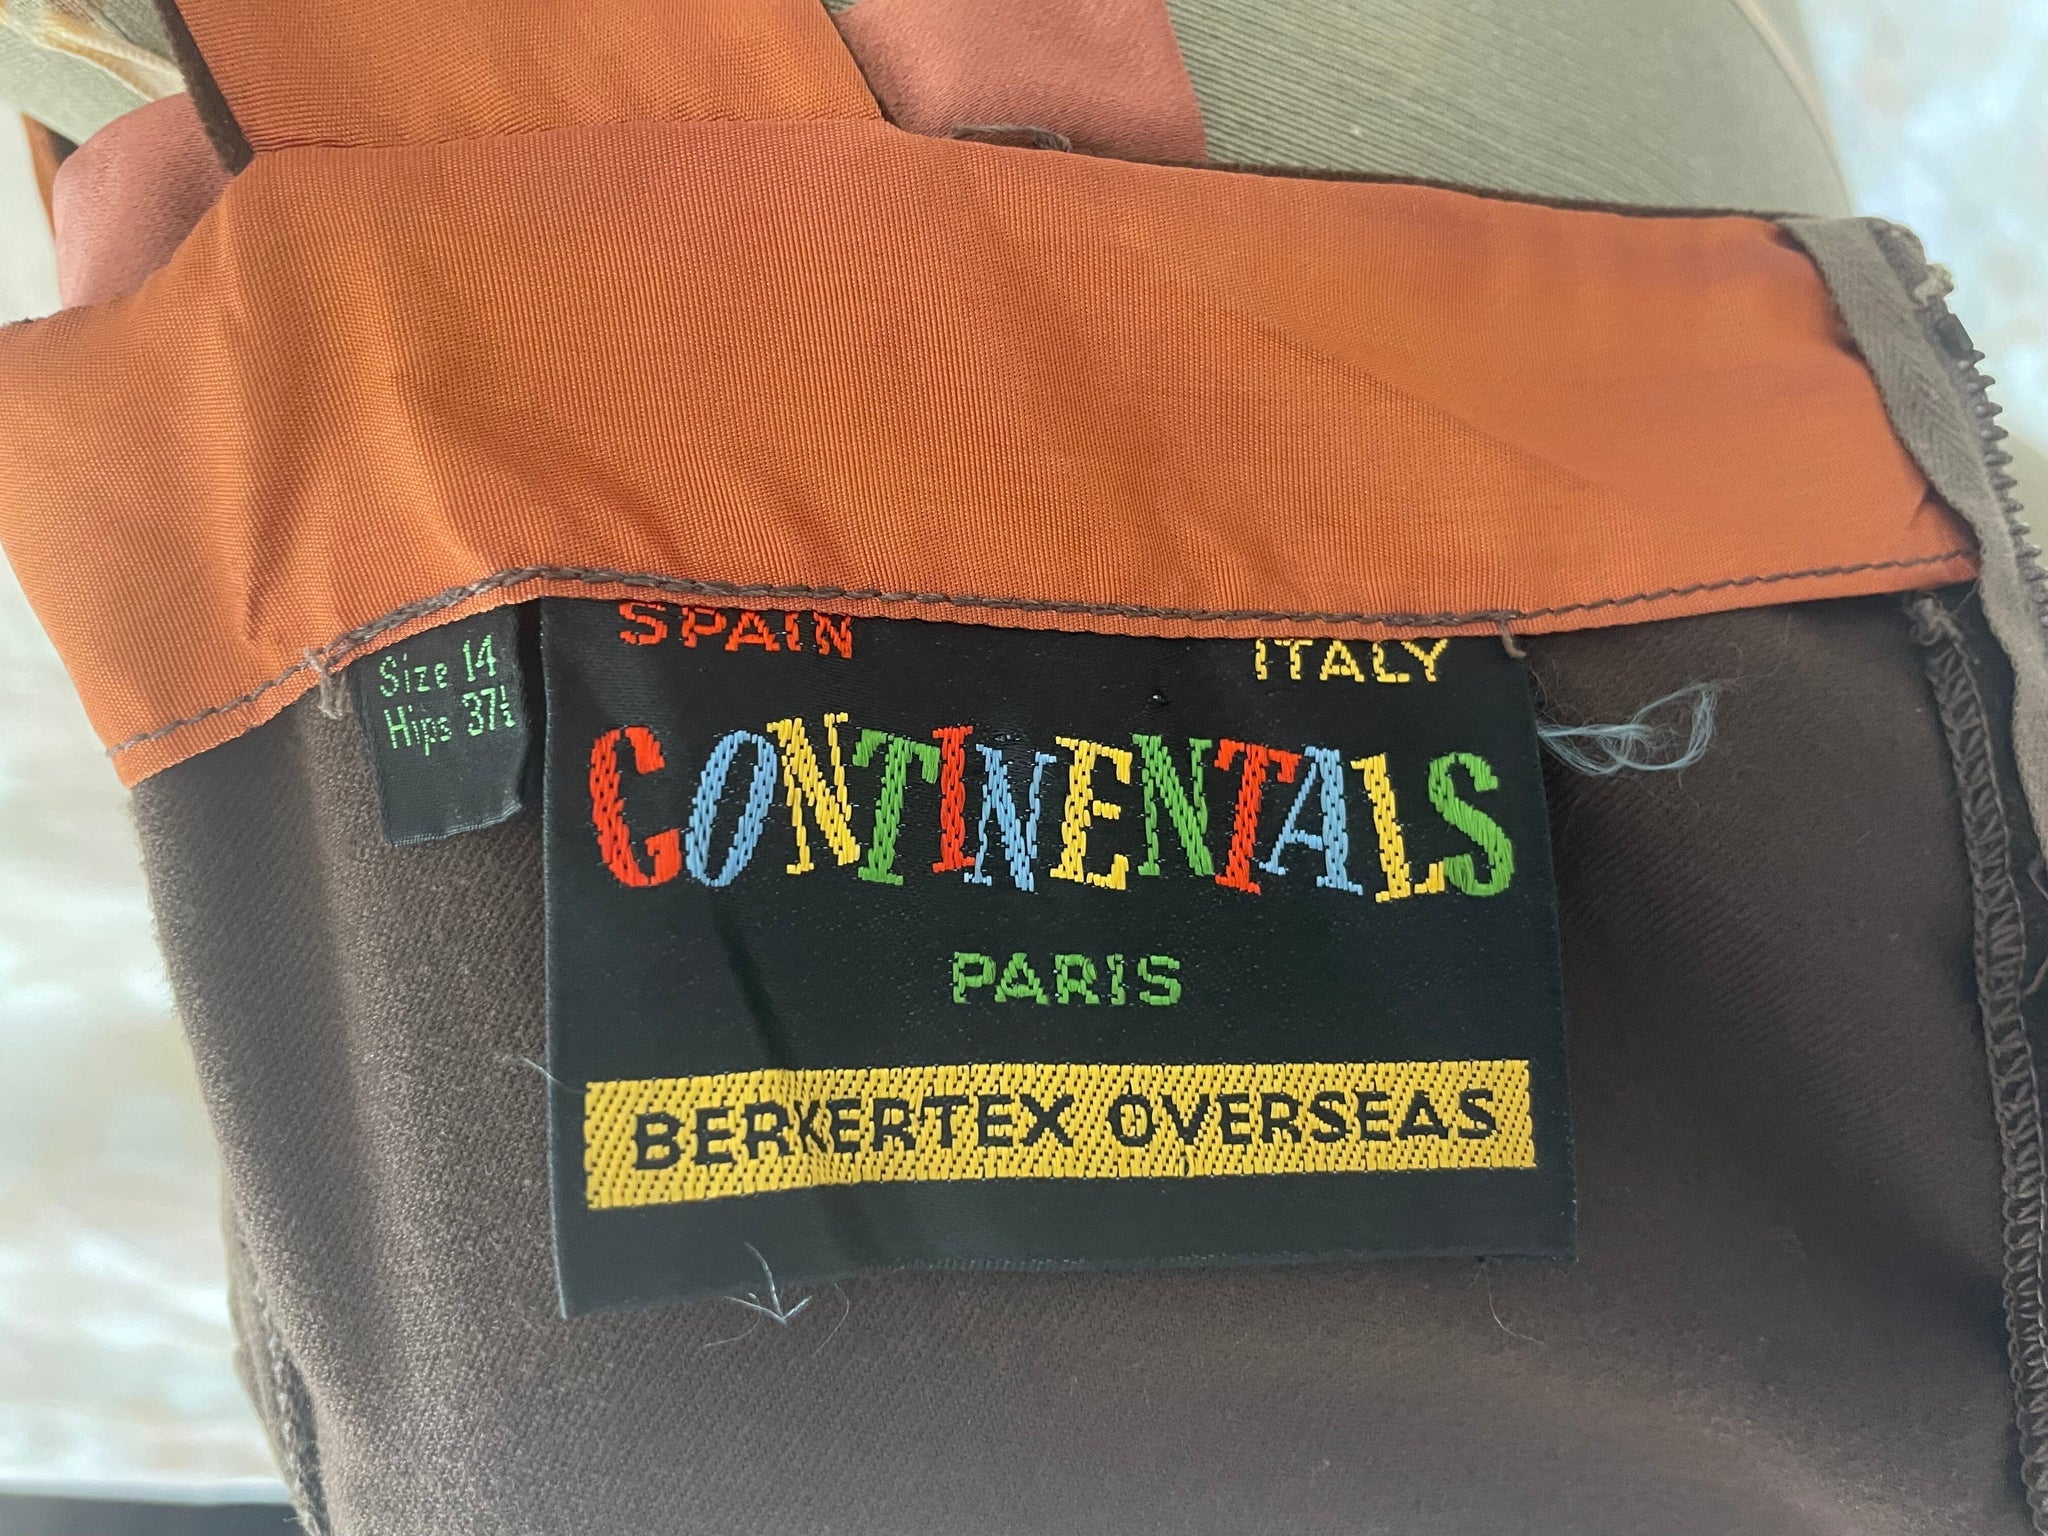 Size 14
Hips 37½
SPAIN ITALY
CONTINENTALS
PARIS
BERKERTEX OVERSEAS